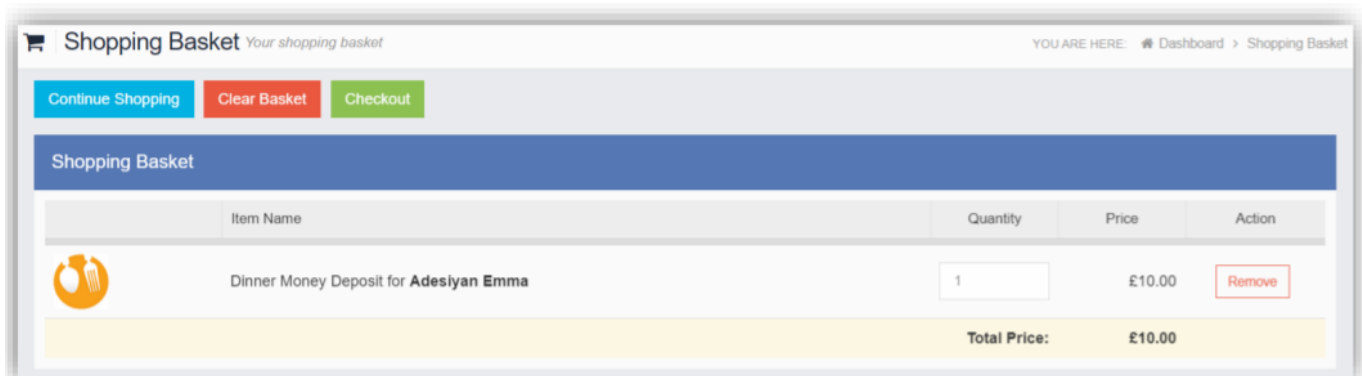 Shopping Basket Your shopping basket YOU ARE HERE: Dashboard > Shopping Basket
Continue Shopping Clear Basket Checkout
Shopping Basket
Item Name Quantity Price Action
Dinner Money Deposit for Adesiyan Emma 1 £10.00 Remove
Total Price: £10.00